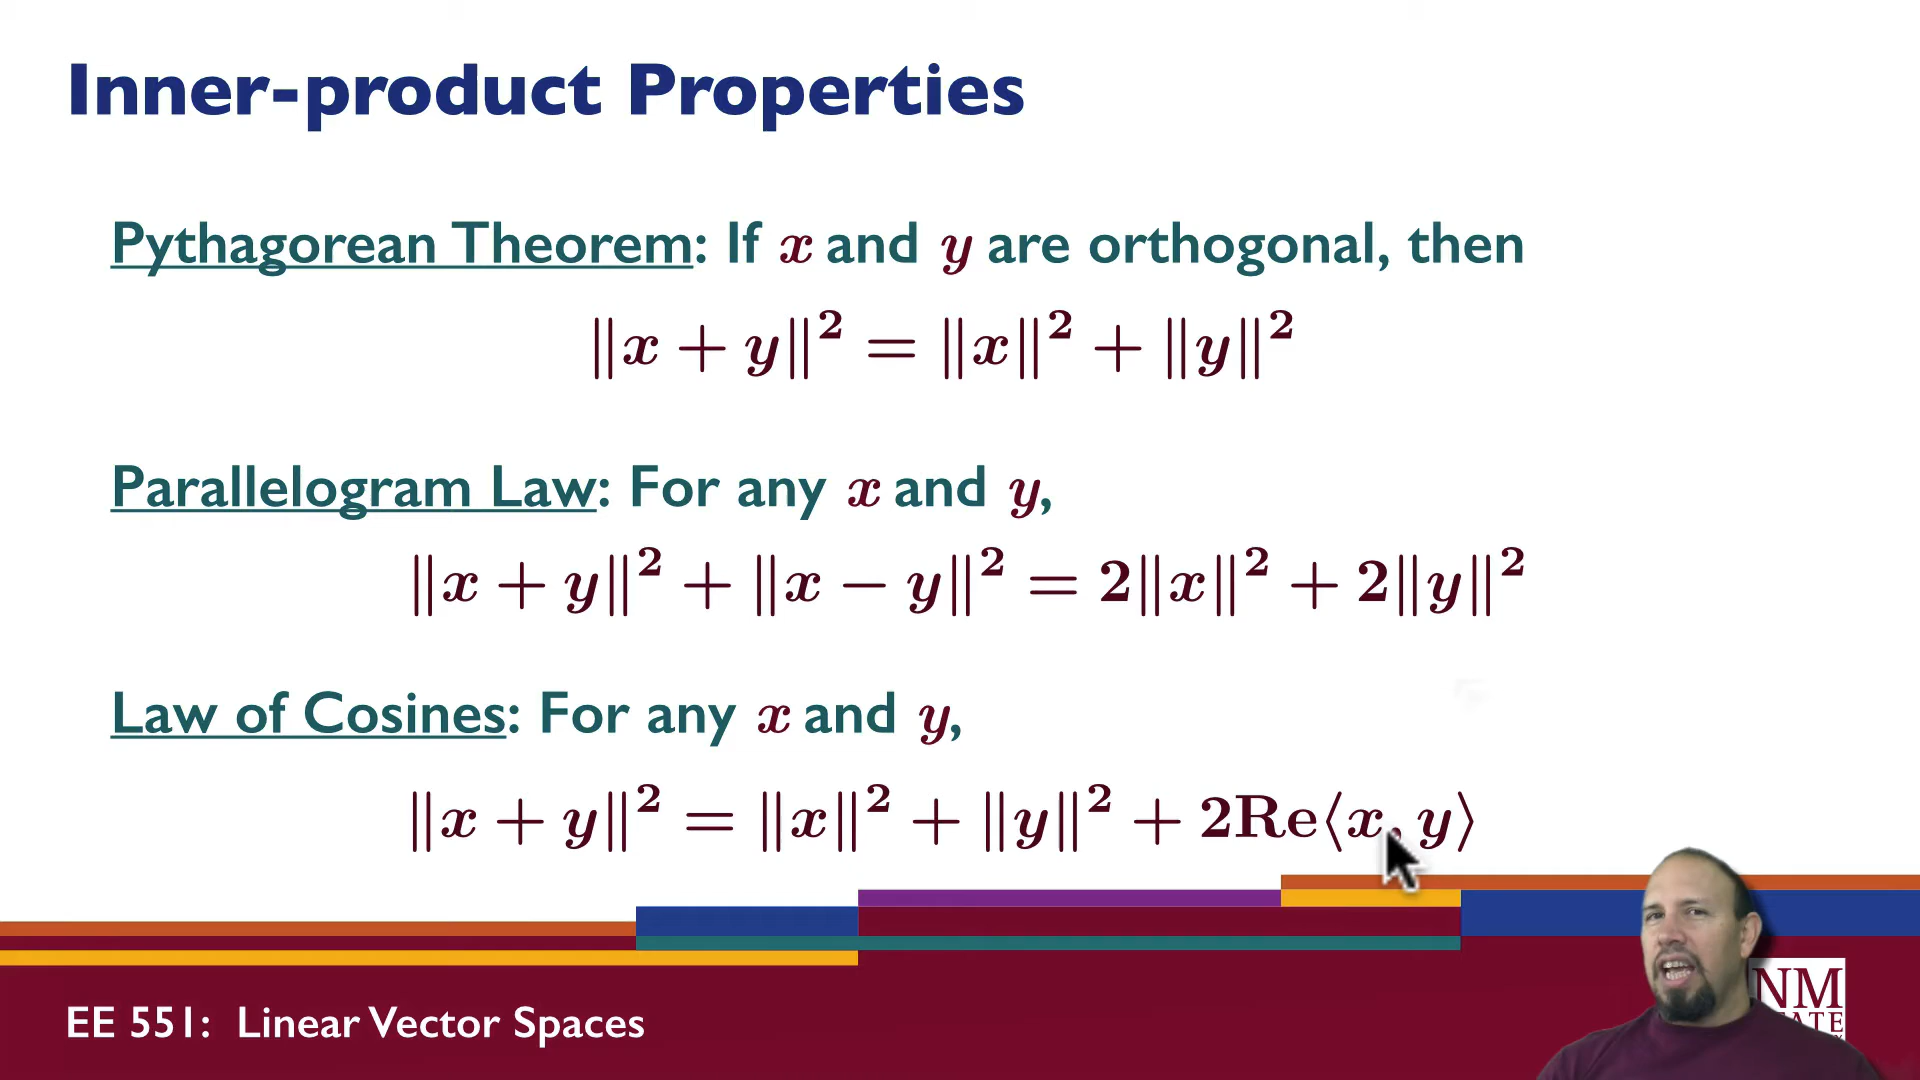 Inner-product Properties
Pythagorean Theorem: If x and y are orthogonal, then
‖x + y‖² = ‖x‖² + ‖y‖²
Parallelogram Law: For any x and y,
‖x + y‖² + ‖x − y‖² = 2‖x‖² + 2‖y‖²
Law of Cosines: For any x and y,
‖x + y‖² = ‖x‖² + ‖y‖² + 2Re⟨x, y⟩
EE 551: Linear Vector Spaces
NM